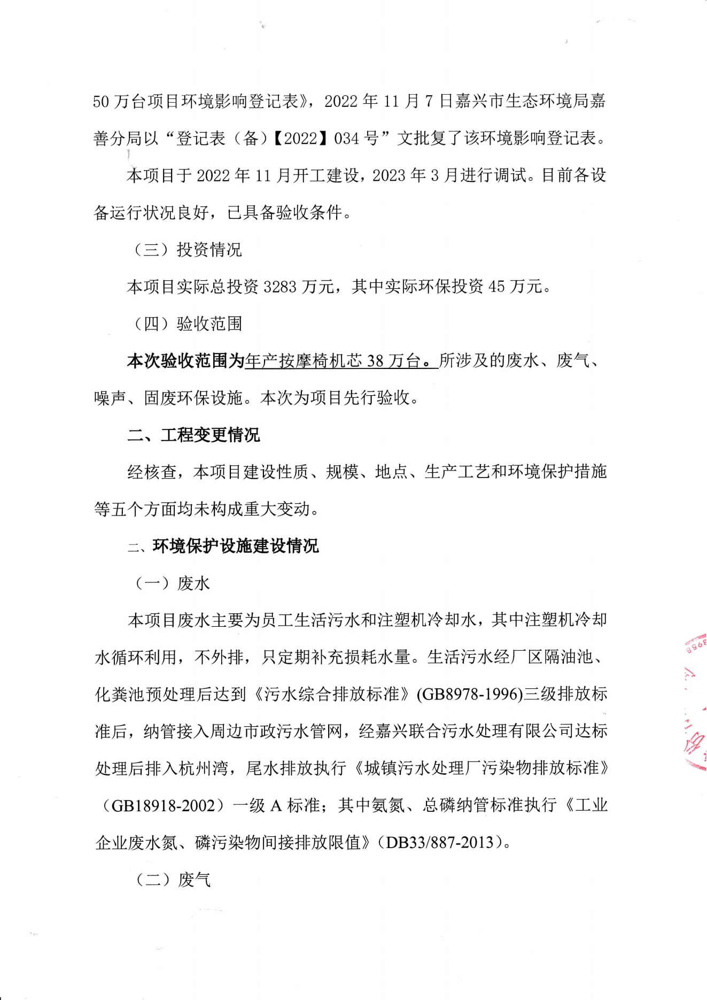 50 万台项目环境影响登记表》，2022 年 11 月 7 日嘉兴市生态环境局嘉
善分局以“登记表（备）【2022】034 号”文批复了该环境影响登记表。
本项目于 2022 年 11 月开工建设，2023 年 3 月进行调试。目前各设
备运行状况良好，已具备验收条件。
（三）投资情况
本项目实际总投资 3283 万元，其中实际环保投资 45 万元。
（四）验收范围
本次验收范围为年产按摩椅机芯 38 万台。所涉及的废水、废气、
噪声、固废环保设施。本次为项目先行验收。
二、工程变更情况
经核查，本项目建设性质、规模、地点、生产工艺和环境保护措施
等五个方面均未构成重大变动。
二、环境保护设施建设情况
（一）废水
本项目废水主要为员工生活污水和注塑机冷却水，其中注塑机冷却
水循环利用，不外排，只定期补充损耗水量。生活污水经厂区隔油池、
化粪池预处理后达到《污水综合排放标准》(GB8978-1996)三级排放标
准后，纳管接入周边市政污水管网，经嘉兴联合污水处理有限公司达标
处理后排入杭州湾，尾水排放执行《城镇污水处理厂污染物排放标准》
（GB18918-2002）一级 A 标准；其中氨氮、总磷纳管标准执行《工业
企业废水氮、磷污染物间接排放限值》（DB33/887-2013）。
（二）废气
8958